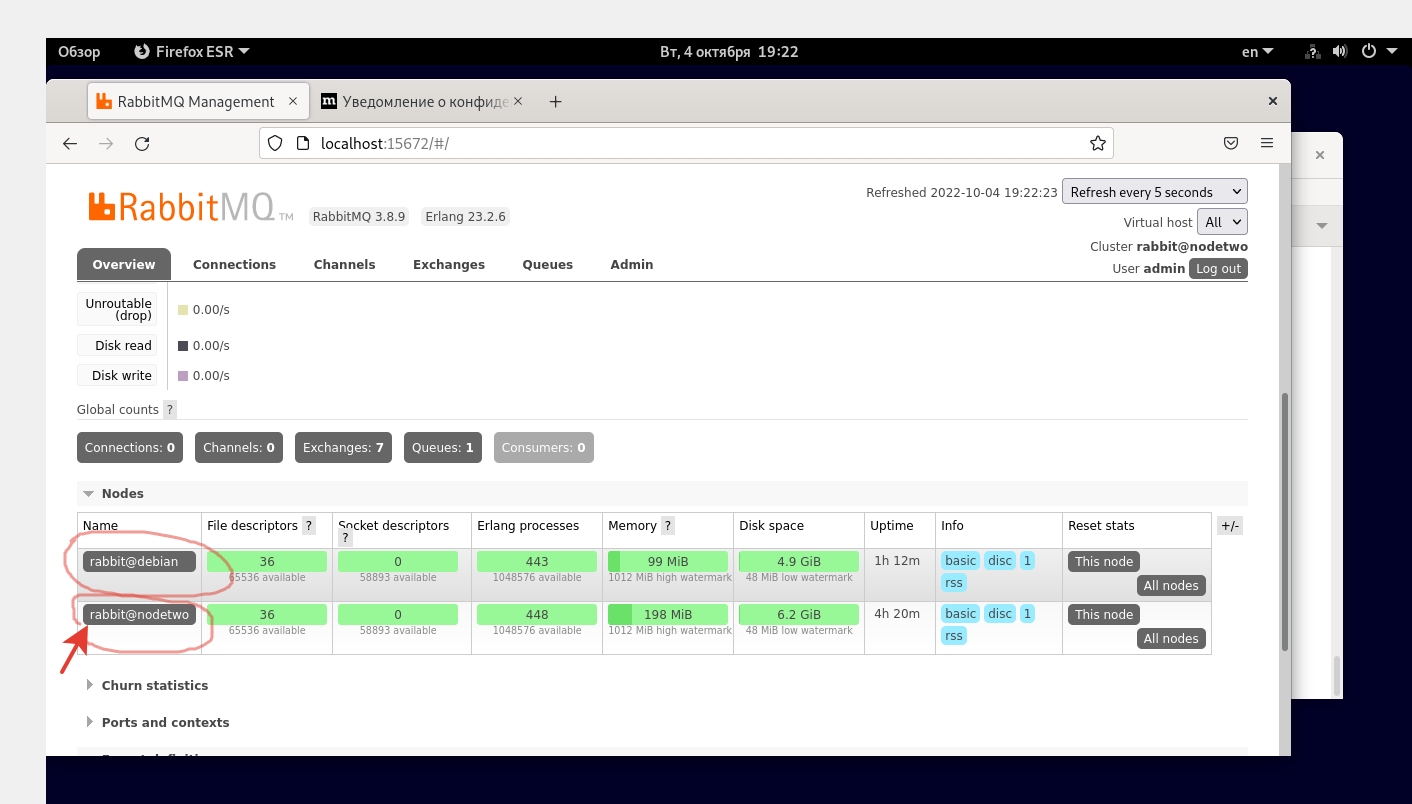 Обзор Firefox ESR Вт, 4 октября 19:22 en
RabbitMQ Management × m Уведомление о конфиде × +
localhost:15672/#/
RabbitMQ TM RabbitMQ 3.8.9 Erlang 23.2.6
Refreshed 2022-10-04 19:22:23 Refresh every 5 seconds
Virtual host All
Cluster rabbit@nodetwo
User admin Log out
Overview Connections Channels Exchanges Queues Admin
Unroutable
(drop) 0.00/s
Disk read 0.00/s
Disk write 0.00/s
Global counts ?
Connections: 0 Channels: 0 Exchanges: 7 Queues: 1 Consumers: 0
Nodes
Name File descriptors ? Socket descriptors ? Erlang processes Memory ? Disk space Uptime Info Reset stats +/-
rabbit@debian 36 0 443 99 MiB 4.9 GiB 1h 12m basic disc 1 This node
65536 available 58893 available 1048576 available 1012 MiB high watermark 48 MiB low watermark rss All nodes
rabbit@nodetwo 36 0 448 198 MiB 6.2 GiB 4h 20m basic disc 1 This node
65536 available 58893 available 1048576 available 1012 MiB high watermark 48 MiB low watermark rss All nodes
Churn statistics
Ports and contexts